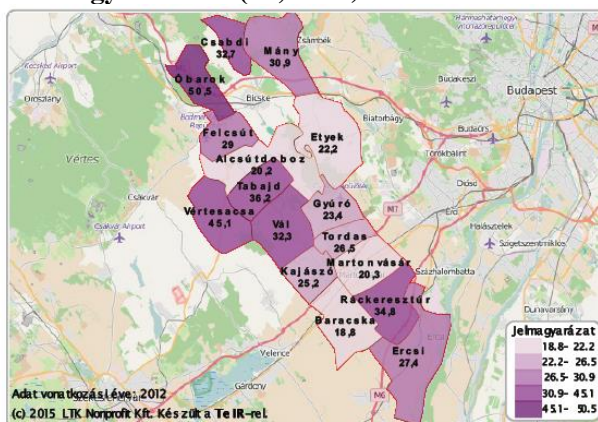 Csabdi
32,7
Mány
30,9
Óbarok
50,5
Felcsút
29
Etyek
22,2
Alcsútdoboz
20,2
Tabajd
36,2
Vértesacsa
45,1
Vál
32,3
Gyúró
23,4
Tordas
26,5
Martonvásár
20,3
Kajászó
25,2
Ráckeresztúr
34,8
Baracska
18,8
Ercsi
27,4
Budapest
Budakeszi
Budaörs
Biatorbágy
Törökbálint
Diósd
Érd
Halásztelek
Szigetszentmiklós
Százhalombatta
Dunavarsány
Zsámbék
Bicske
Oroszlány
Vértes
Csákvár
Velence
Gárdony
M7
M6
Jelmagyarázat
18.8- 22.2
22.2- 26.5
26.5- 30.9
30.9- 45.1
45.1- 50.5
Adat vonatkozási éve: 2012
(c) 2015 LTK Nonprofit Kft. Készült a TeIR-rel.